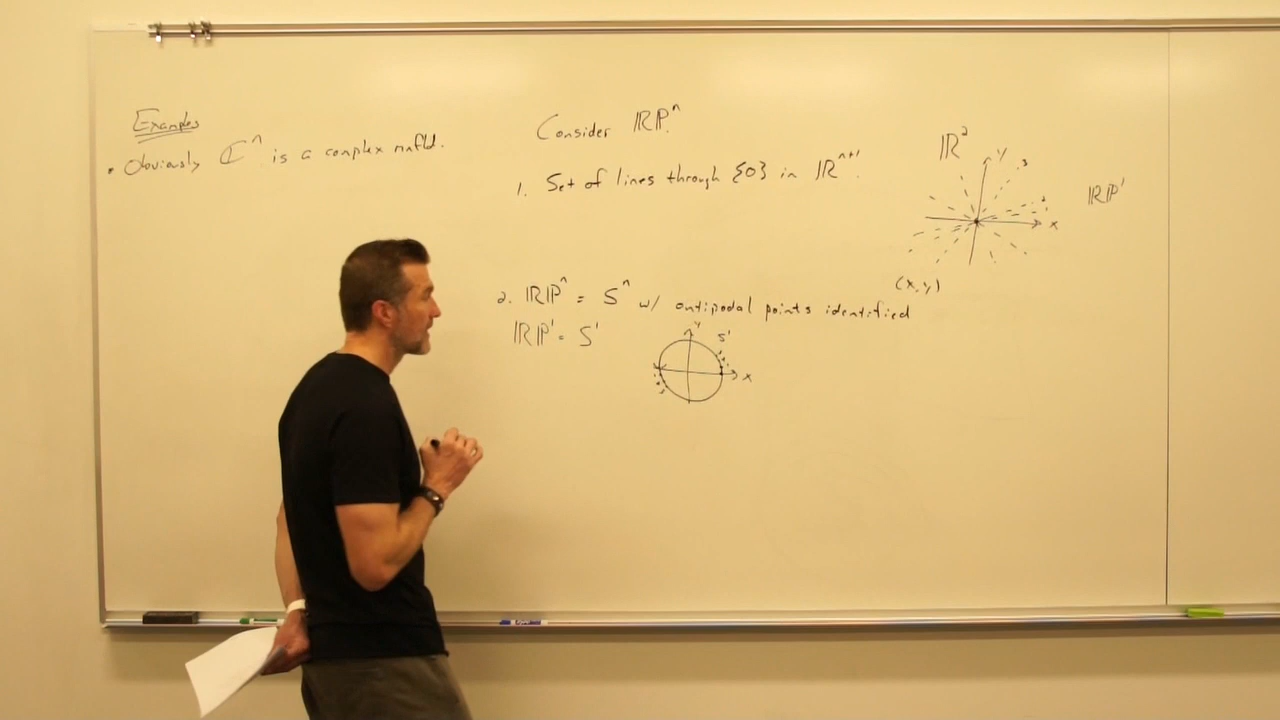 Examples
• Obviously ℂⁿ is a complex mnfld.
Consider ℝℙⁿ.
1. Set of lines through {0} in ℝⁿ⁺¹.
2. ℝℙⁿ = Sⁿ w/ antipodal points identified
ℝℙ¹ = S¹
y
S¹
x
ℝ²
y
x
(x,y)
ℝℙ¹